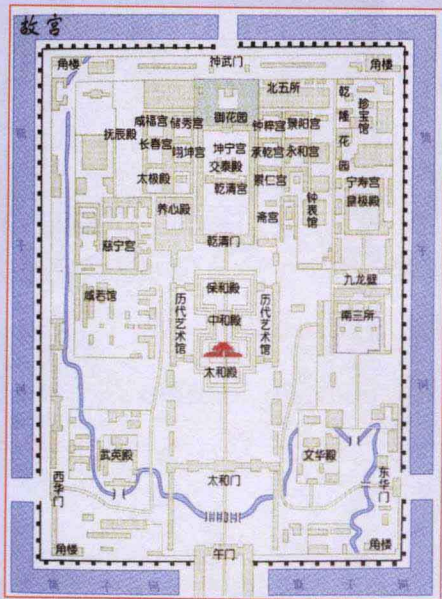 故宫
角楼
神武门
角楼
北五所
乾隆花园
珍宝馆
御花园
咸福宫
储秀宫
钟粹宫
景阳宫
抚辰殿
长春宫
翊坤宫
坤宁宫
交泰殿
承乾宫
永和宫
太极殿
乾清宫
景仁宫
宁寿宫
皇极殿
养心殿
斋宫
钟表馆
慈宁宫
乾清门
九龙壁
咸若馆
历代艺术馆
保和殿
历代艺术馆
中和殿
南三所
太和殿
武英殿
太和门
文华殿
西华门
东华门
角楼
午门
角楼